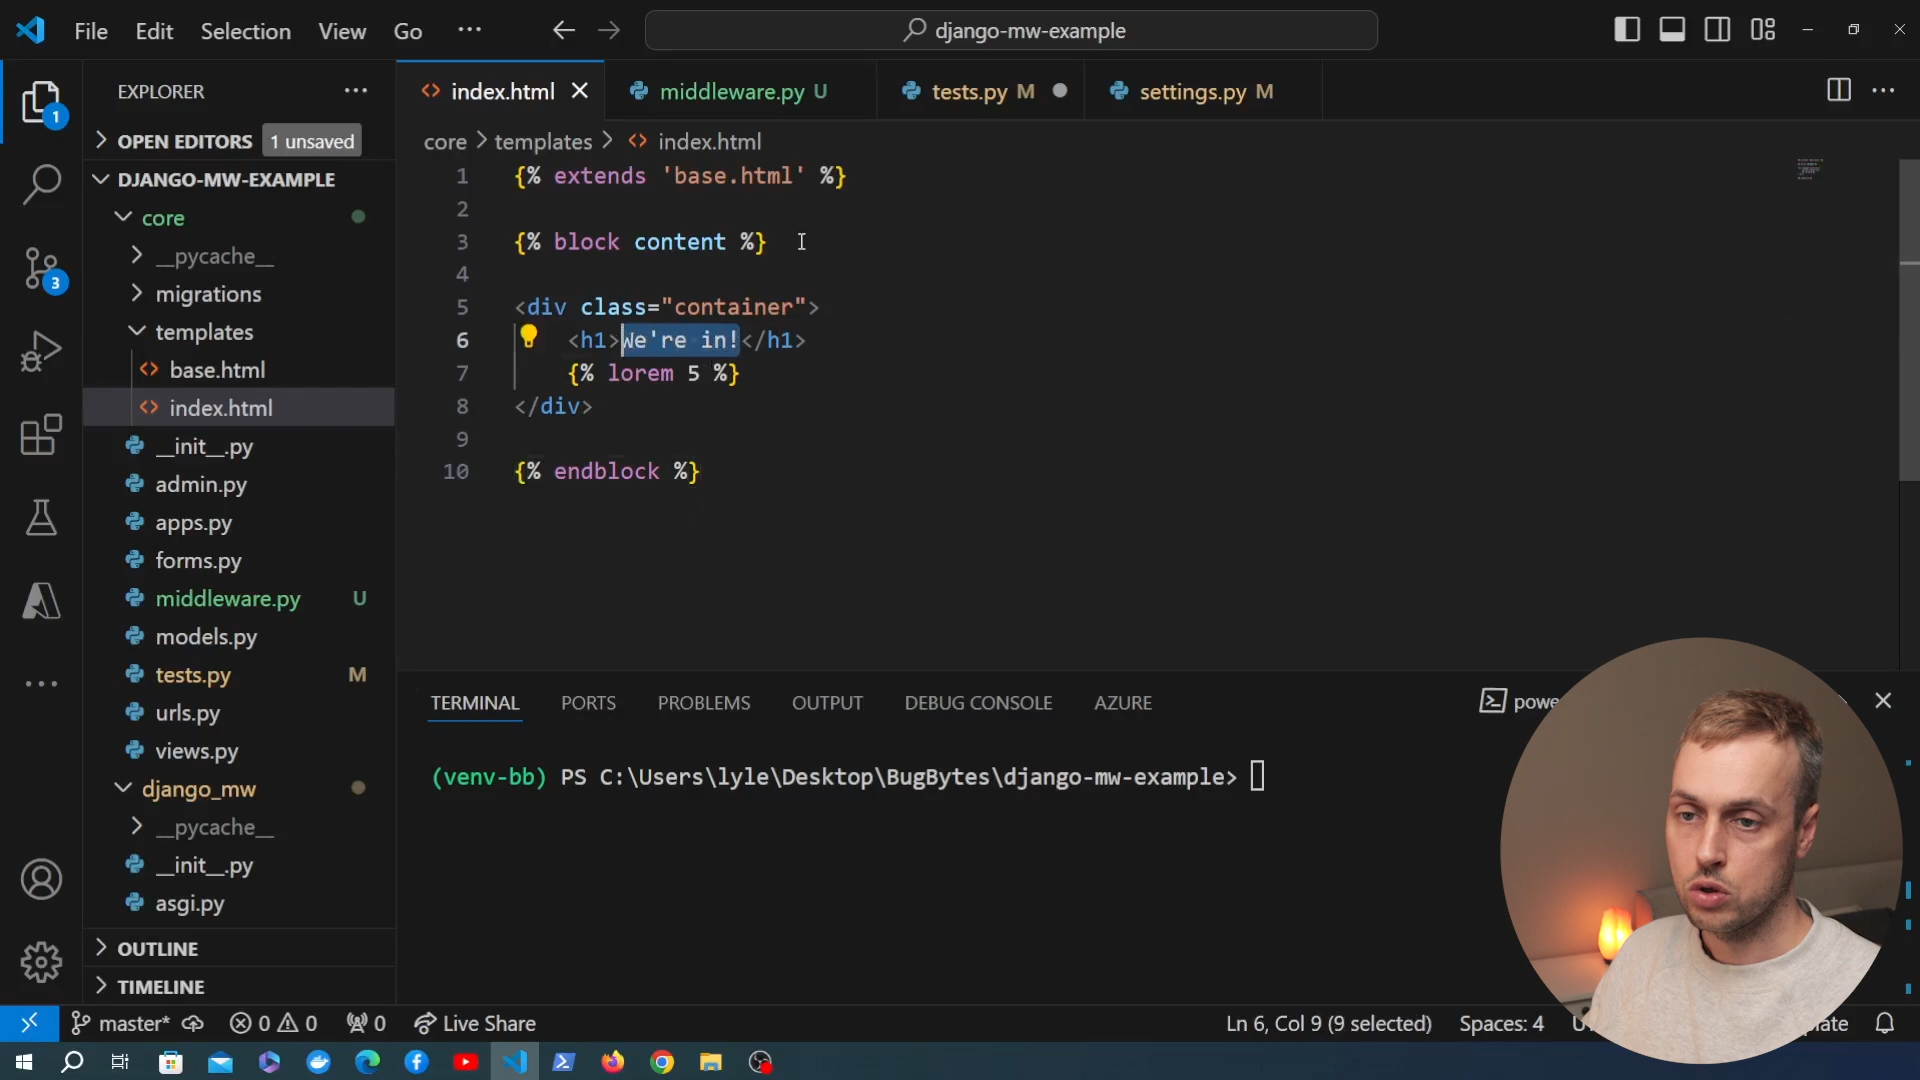 File Edit Selection View Go ··· django-mw-example
EXPLORER ···
1
OPEN EDITORS 1 unsaved
DJANGO-MW-EXAMPLE
core
__pycache__
3
migrations
templates
base.html
index.html
__init__.py
admin.py
apps.py
forms.py
middleware.py U
models.py
tests.py M
urls.py
views.py
django_mw
__pycache__
__init__.py
asgi.py
OUTLINE
TIMELINE
index.html middleware.py U tests.py M settings.py M
core > templates > index.html
1 {% extends 'base.html' %}
2
3 {% block content %}
4
5 <div class="container">
6 <h1>We're in!</h1>
7 {% lorem 5 %}
8 </div>
9
10 {% endblock %}
TERMINAL PORTS PROBLEMS OUTPUT DEBUG CONSOLE AZURE
(venv-bb) PS C:\Users\lyle\Desktop\BugBytes\django-mw-example>
master* 0 0 0 Live Share Ln 6, Col 9 (9 selected) Spaces: 4